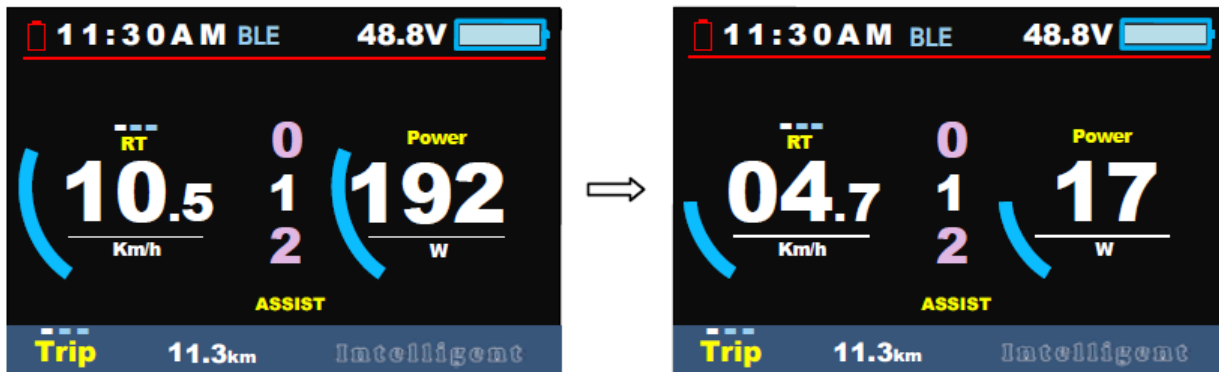 11:30AM BLE 48.8V
RT
10.5
Km/h
0
1
2
Power
192
W
ASSIST
Trip 11.3km Intelligent
11:30AM BLE 48.8V
RT
04.7
Km/h
0
1
2
Power
17
W
ASSIST
Trip 11.3km Intelligent